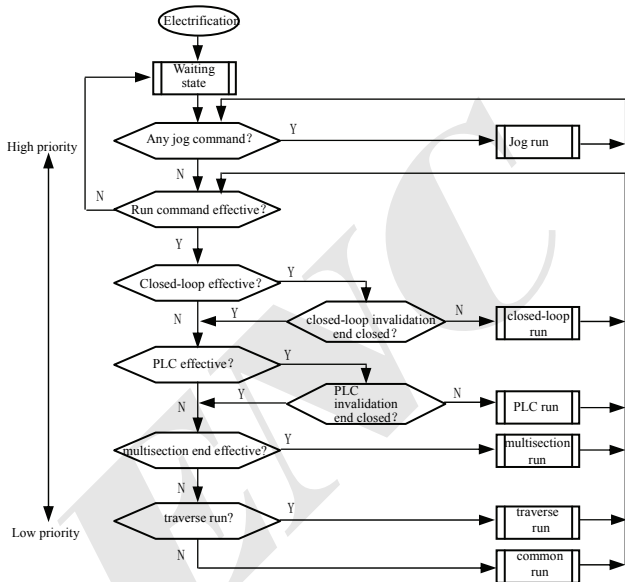 Electrification
Waiting
state
Any jog command?
Y
Jog run
High priority
N
N
Run command effective?
Y
Closed-loop effective?
Y
N
Y
closed-loop invalidation
end closed?
N
closed-loop
run
PLC effective?
Y
N
Y
PLC
invalidation
end closed?
N
PLC run
multisection end effective?
Y
multisection
run
N
traverse run?
Y
traverse
run
Low priority
N
common
run
ENC